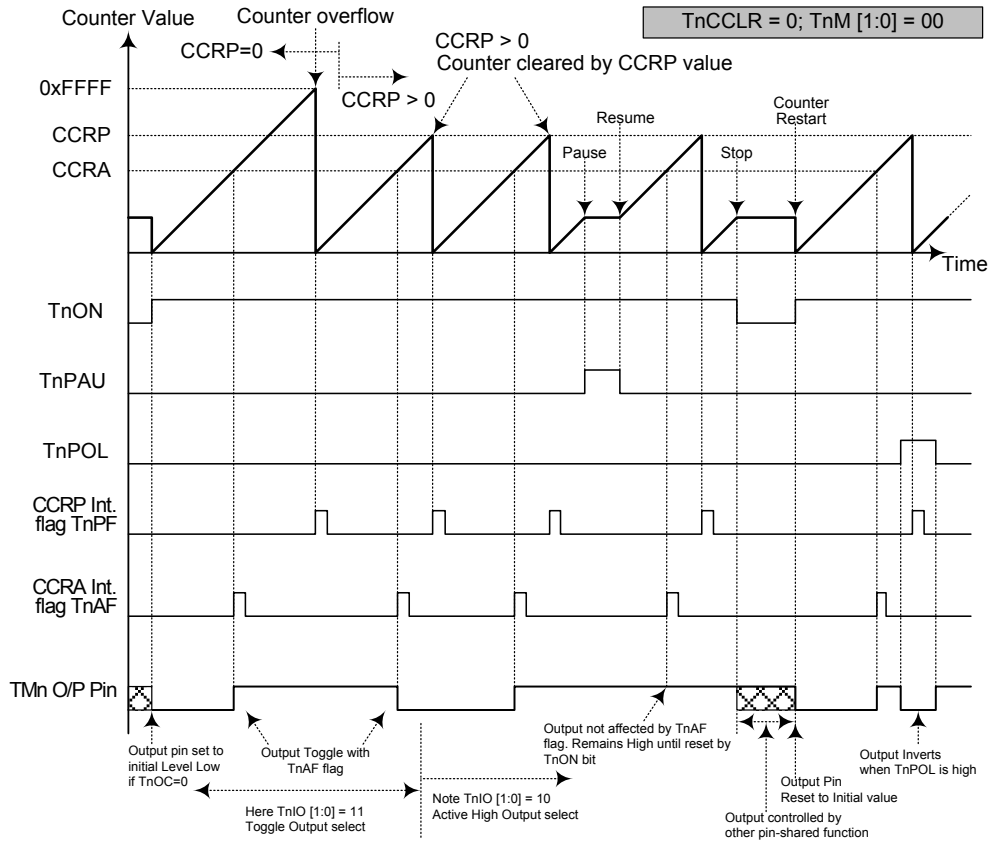 Counter Value
Counter overflow
TnCCLR = 0; TnM [1:0] = 00
CCRP=0
CCRP > 0
CCRP > 0
Counter cleared by CCRP value
0xFFFF
CCRP
CCRA
Pause
Resume
Stop
Counter
Restart
Time
TnON
TnPAU
TnPOL
CCRP Int.
flag TnPF
CCRA Int.
flag TnAF
TMn O/P Pin
Output pin set to
initial Level Low
if TnOC=0
Output Toggle with
TnAF flag
Here TnIO [1:0] = 11
Toggle Output select
Note TnIO [1:0] = 10
Active High Output select
Output not affected by TnAF
flag. Remains High until reset by
TnON bit
Output controlled by
other pin-shared function
Output Pin
Reset to Initial value
Output Inverts
when TnPOL is high